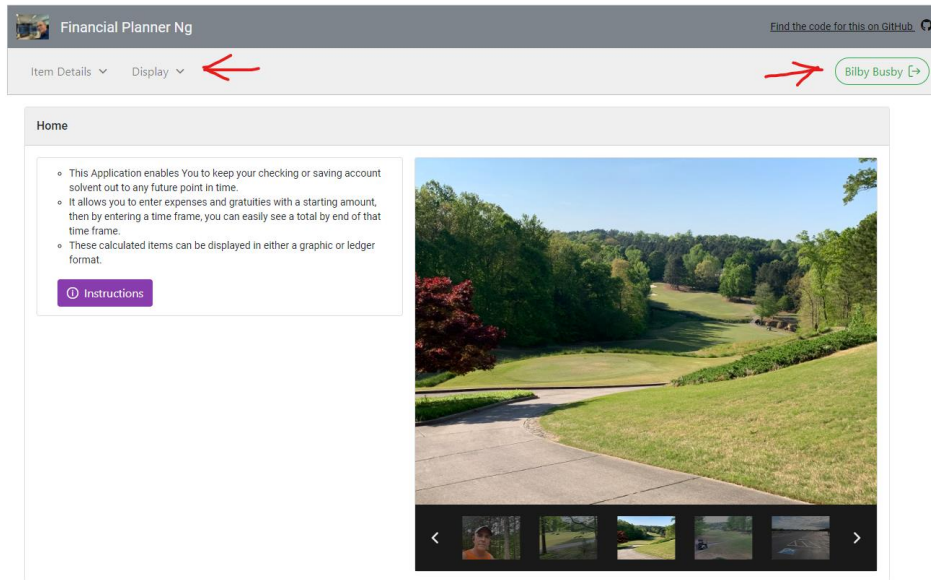 Financial Planner Ng
Find the code for this on GitHub
Item Details
Display
Bilby Busby
Home
This Application enables You to keep your checking or saving account
solvent out to any future point in time.
It allows you to enter expenses and gratuities with a starting amount,
then by entering a time frame, you can easily see a total by end of that
time frame.
These calculated items can be displayed in either a graphic or ledger
format.
Instructions